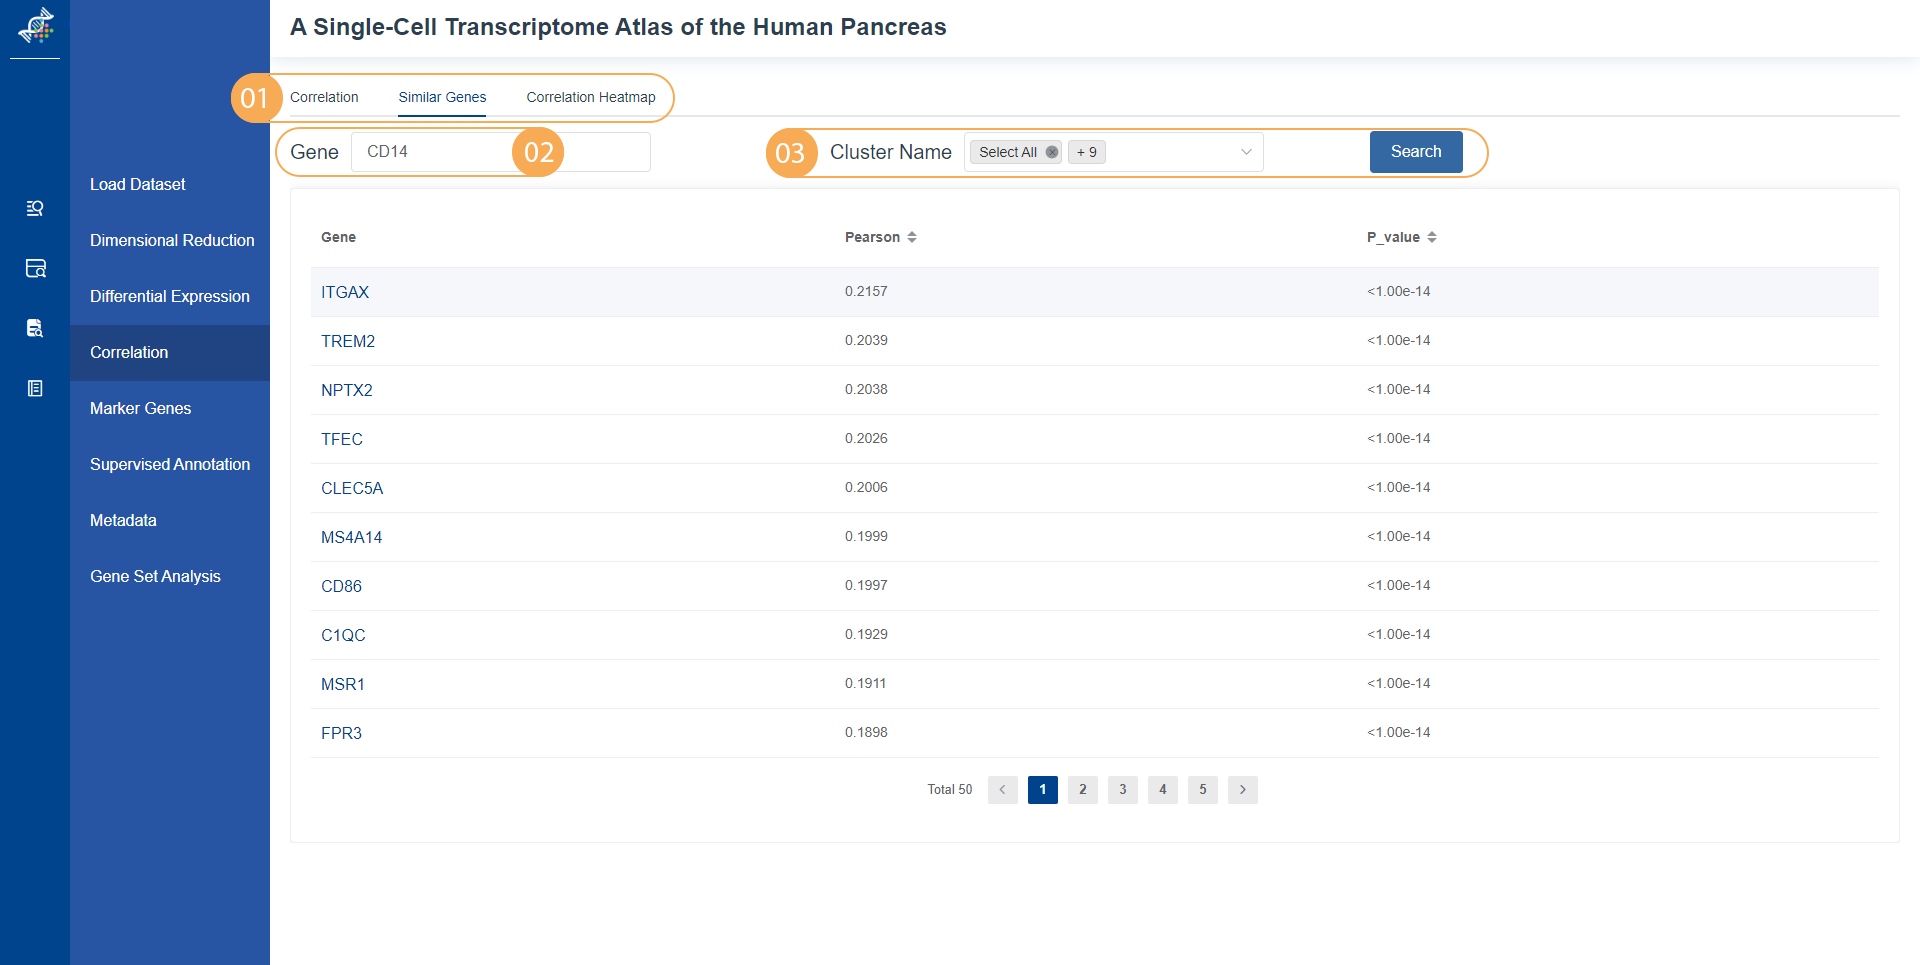 A Single-Cell Transcriptome Atlas of the Human Pancreas
01 Correlation Similar Genes Correlation Heatmap
Gene CD14 02 03 Cluster Name Select All + 9 Search
Load Dataset
Dimensional Reduction
Differential Expression
Correlation
Marker Genes
Supervised Annotation
Metadata
Gene Set Analysis
Gene Pearson P_value
ITGAX 0.2157 <1.00e-14
TREM2 0.2039 <1.00e-14
NPTX2 0.2038 <1.00e-14
TFEC 0.2026 <1.00e-14
CLEC5A 0.2006 <1.00e-14
MS4A14 0.1999 <1.00e-14
CD86 0.1997 <1.00e-14
C1QC 0.1929 <1.00e-14
MSR1 0.1911 <1.00e-14
FPR3 0.1898 <1.00e-14
Total 50 < 1 2 3 4 5 >